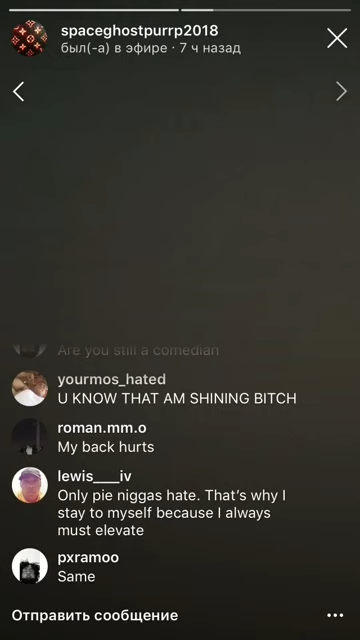 spaceghostpurrp2018
был(-а) в эфире · 7 ч назад
Are you still a comedian
yourmos_hated
U KNOW THAT AM SHINING BITCH
roman.mm.o
My back hurts
lewis____iv
Only pie niggas hate. That's why I
stay to myself because I always
must elevate
pxramoo
Same
Отправить сообщение